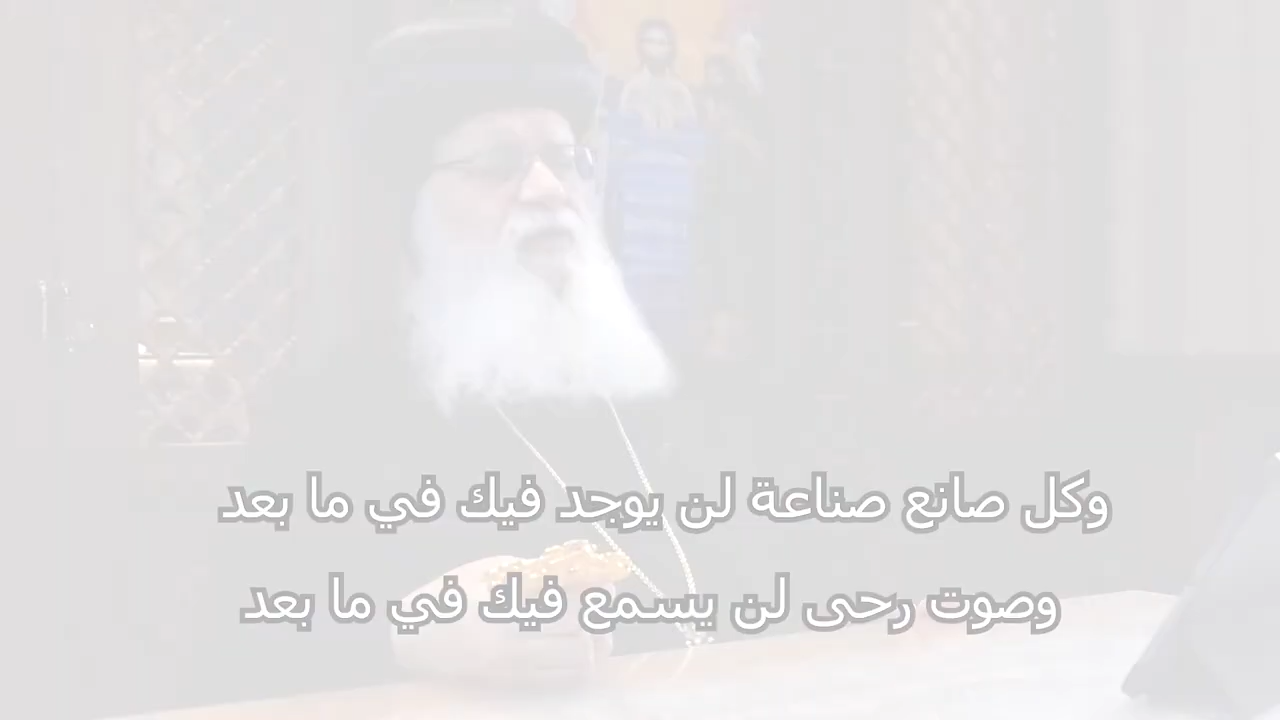 وكل صانع صناعة لن يوجد فيك في ما بعد
وصوت رحى لن يسمع فيك في ما بعد